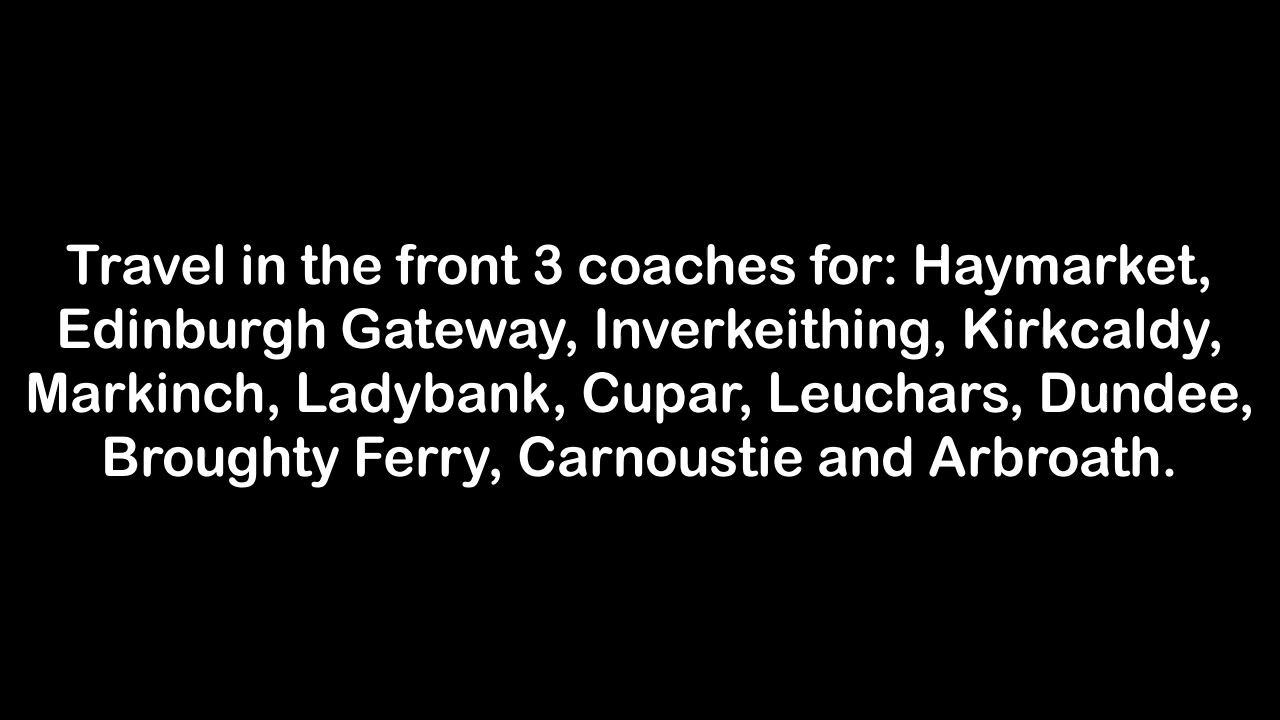 Travel in the front 3 coaches for: Haymarket,
Edinburgh Gateway, Inverkeithing, Kirkcaldy,
Markinch, Ladybank, Cupar, Leuchars, Dundee,
Broughty Ferry, Carnoustie and Arbroath.